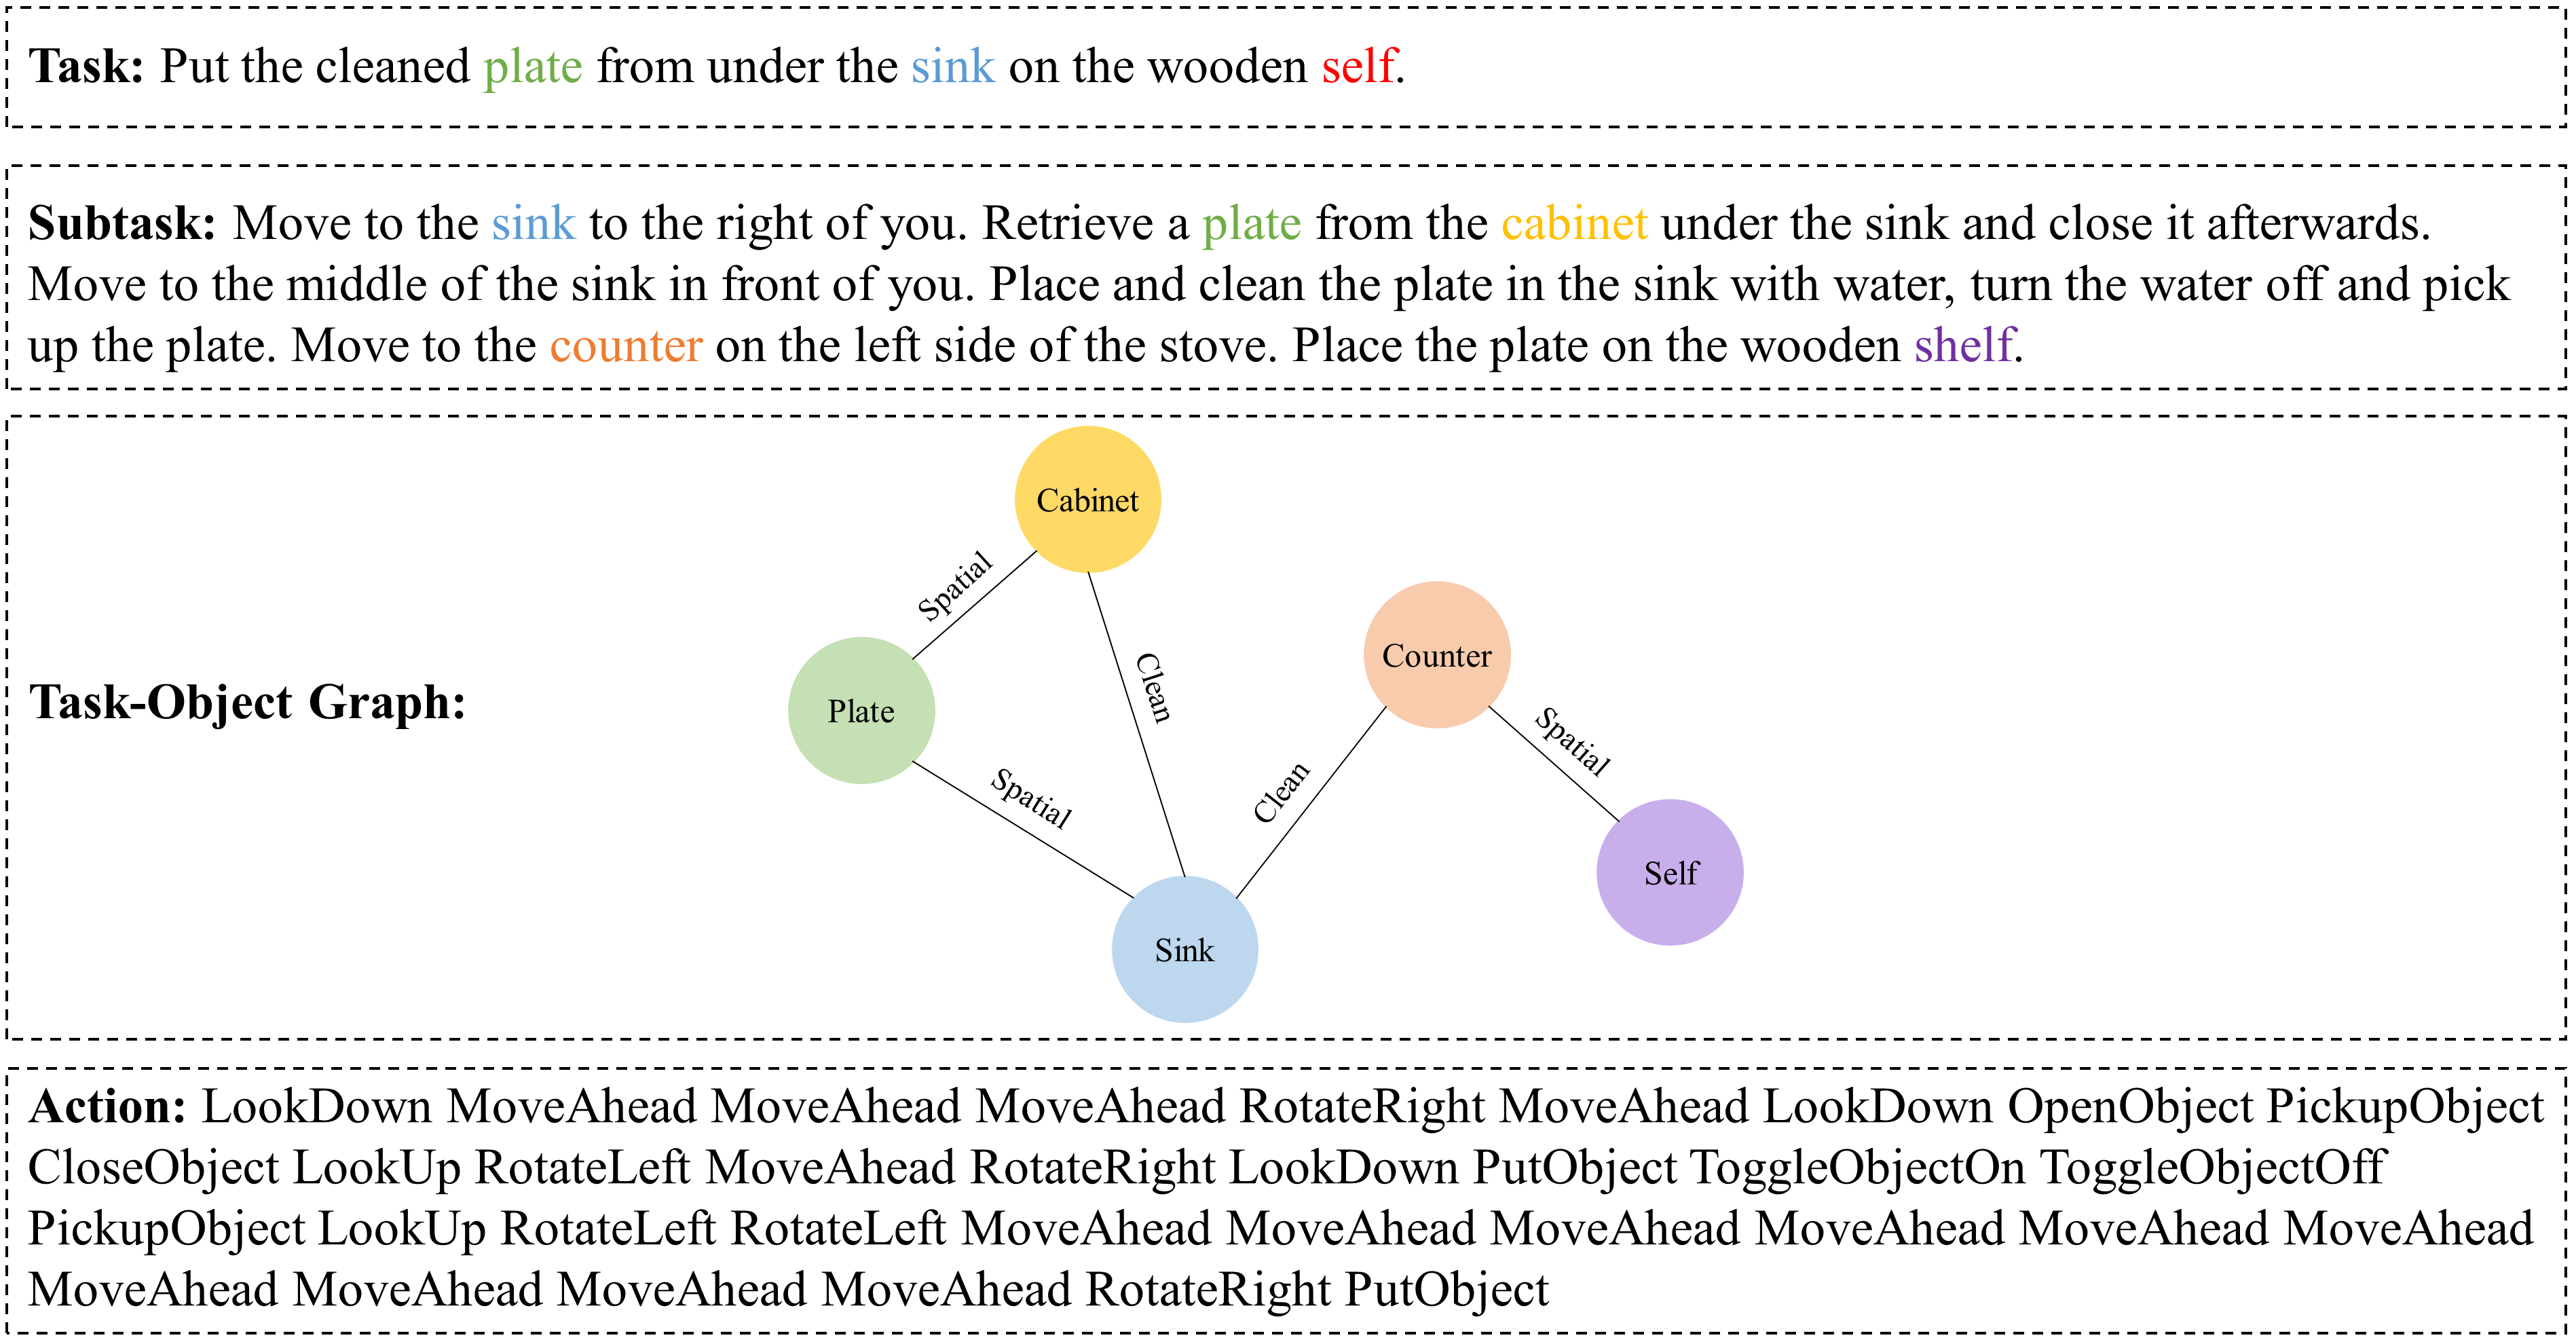 Task: Put the cleaned plate from under the sink on the wooden self.
Subtask: Move to the sink to the right of you. Retrieve a plate from the cabinet under the sink and close it afterwards.
Move to the middle of the sink in front of you. Place and clean the plate in the sink with water, turn the water off and pick
up the plate. Move to the counter on the left side of the stove. Place the plate on the wooden shelf.
Cabinet
Spatial
Clean
Counter
Task-Object Graph:
Plate
Spatial
Spatial
Clean
Self
Sink
Action: LookDown MoveAhead MoveAhead MoveAhead RotateRight MoveAhead LookDown OpenObject PickupObject
CloseObject LookUp RotateLeft MoveAhead RotateRight LookDown PutObject ToggleObjectOn ToggleObjectOff
PickupObject LookUp RotateLeft RotateLeft MoveAhead MoveAhead MoveAhead MoveAhead MoveAhead MoveAhead
MoveAhead MoveAhead MoveAhead MoveAhead RotateRight PutObject